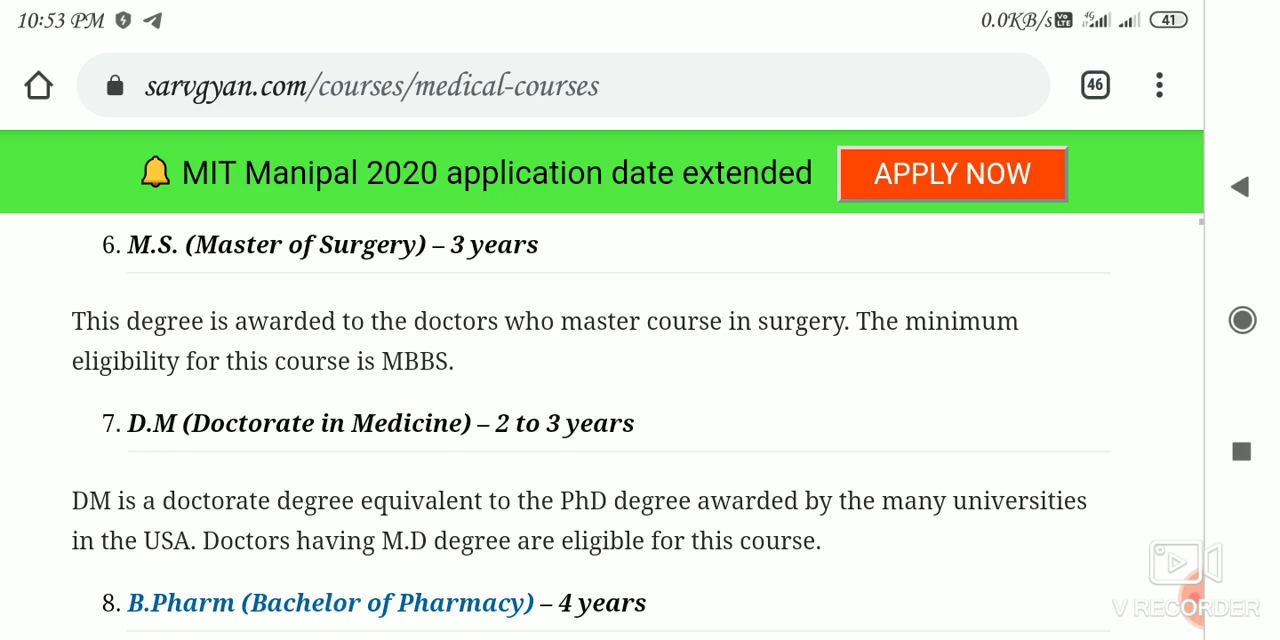 10:53 PM 0.0KB/s Vo LTE 4G 41
sarvgyan.com/courses/medical-courses 46
MIT Manipal 2020 application date extended APPLY NOW
6. M.S. (Master of Surgery) – 3 years
This degree is awarded to the doctors who master course in surgery. The minimum
eligibility for this course is MBBS.
7. D.M (Doctorate in Medicine) – 2 to 3 years
DM is a doctorate degree equivalent to the PhD degree awarded by the many universities
in the USA. Doctors having M.D degree are eligible for this course.
8. B.Pharm (Bachelor of Pharmacy) – 4 years
V RECORDER